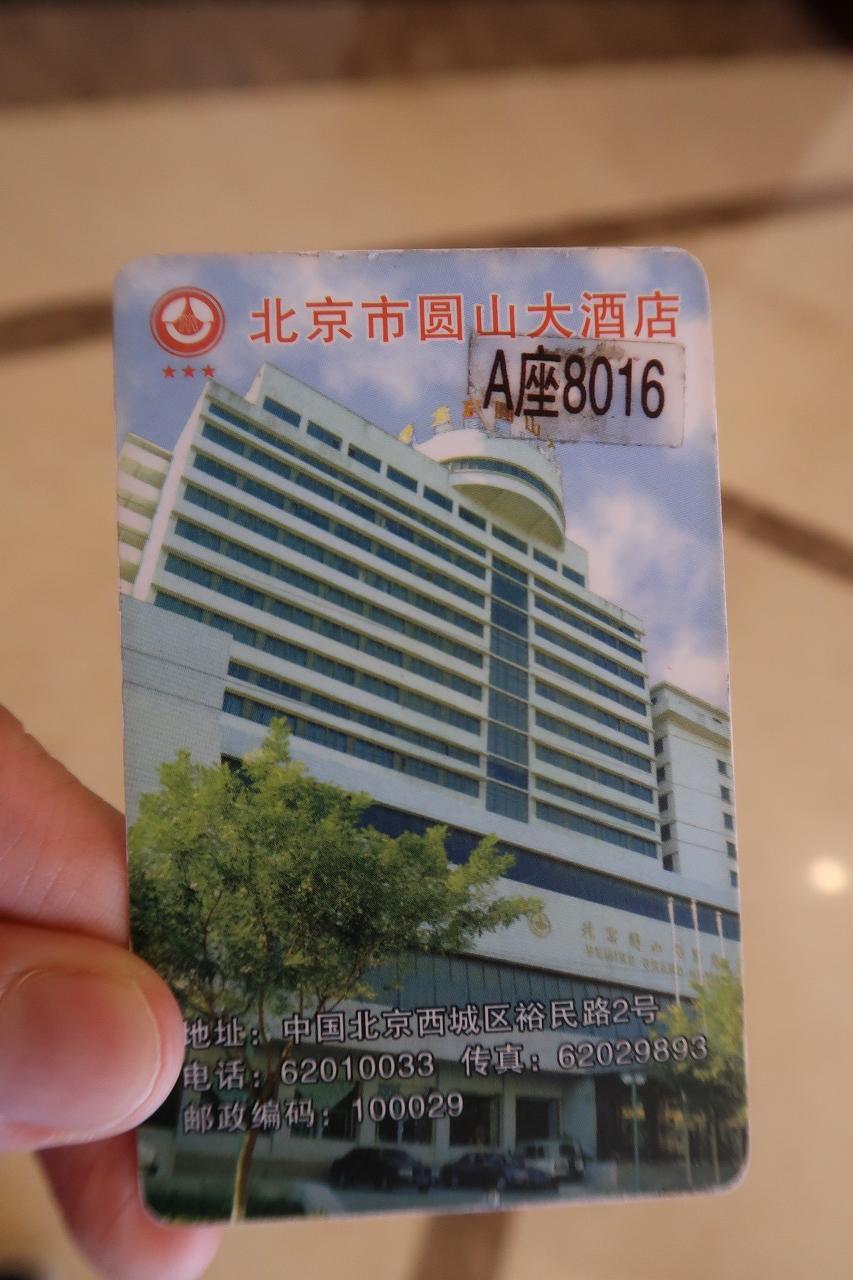 北京市圆山大酒店
A座8016
地址：中国北京西城区裕民路2号
电话：62010033 传真：62029893
邮政编码：100029